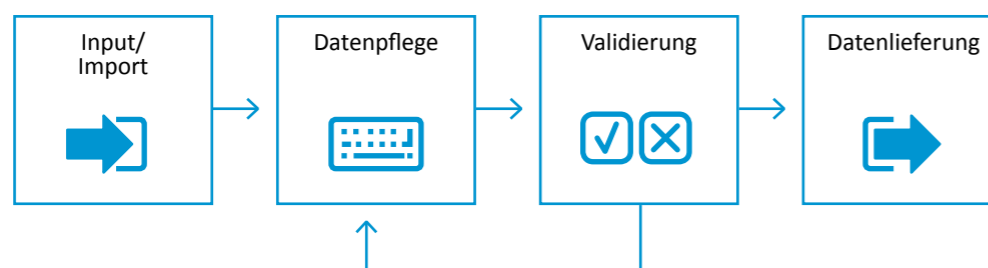 Input/
Import
Datenpflege
Validierung
Datenlieferung